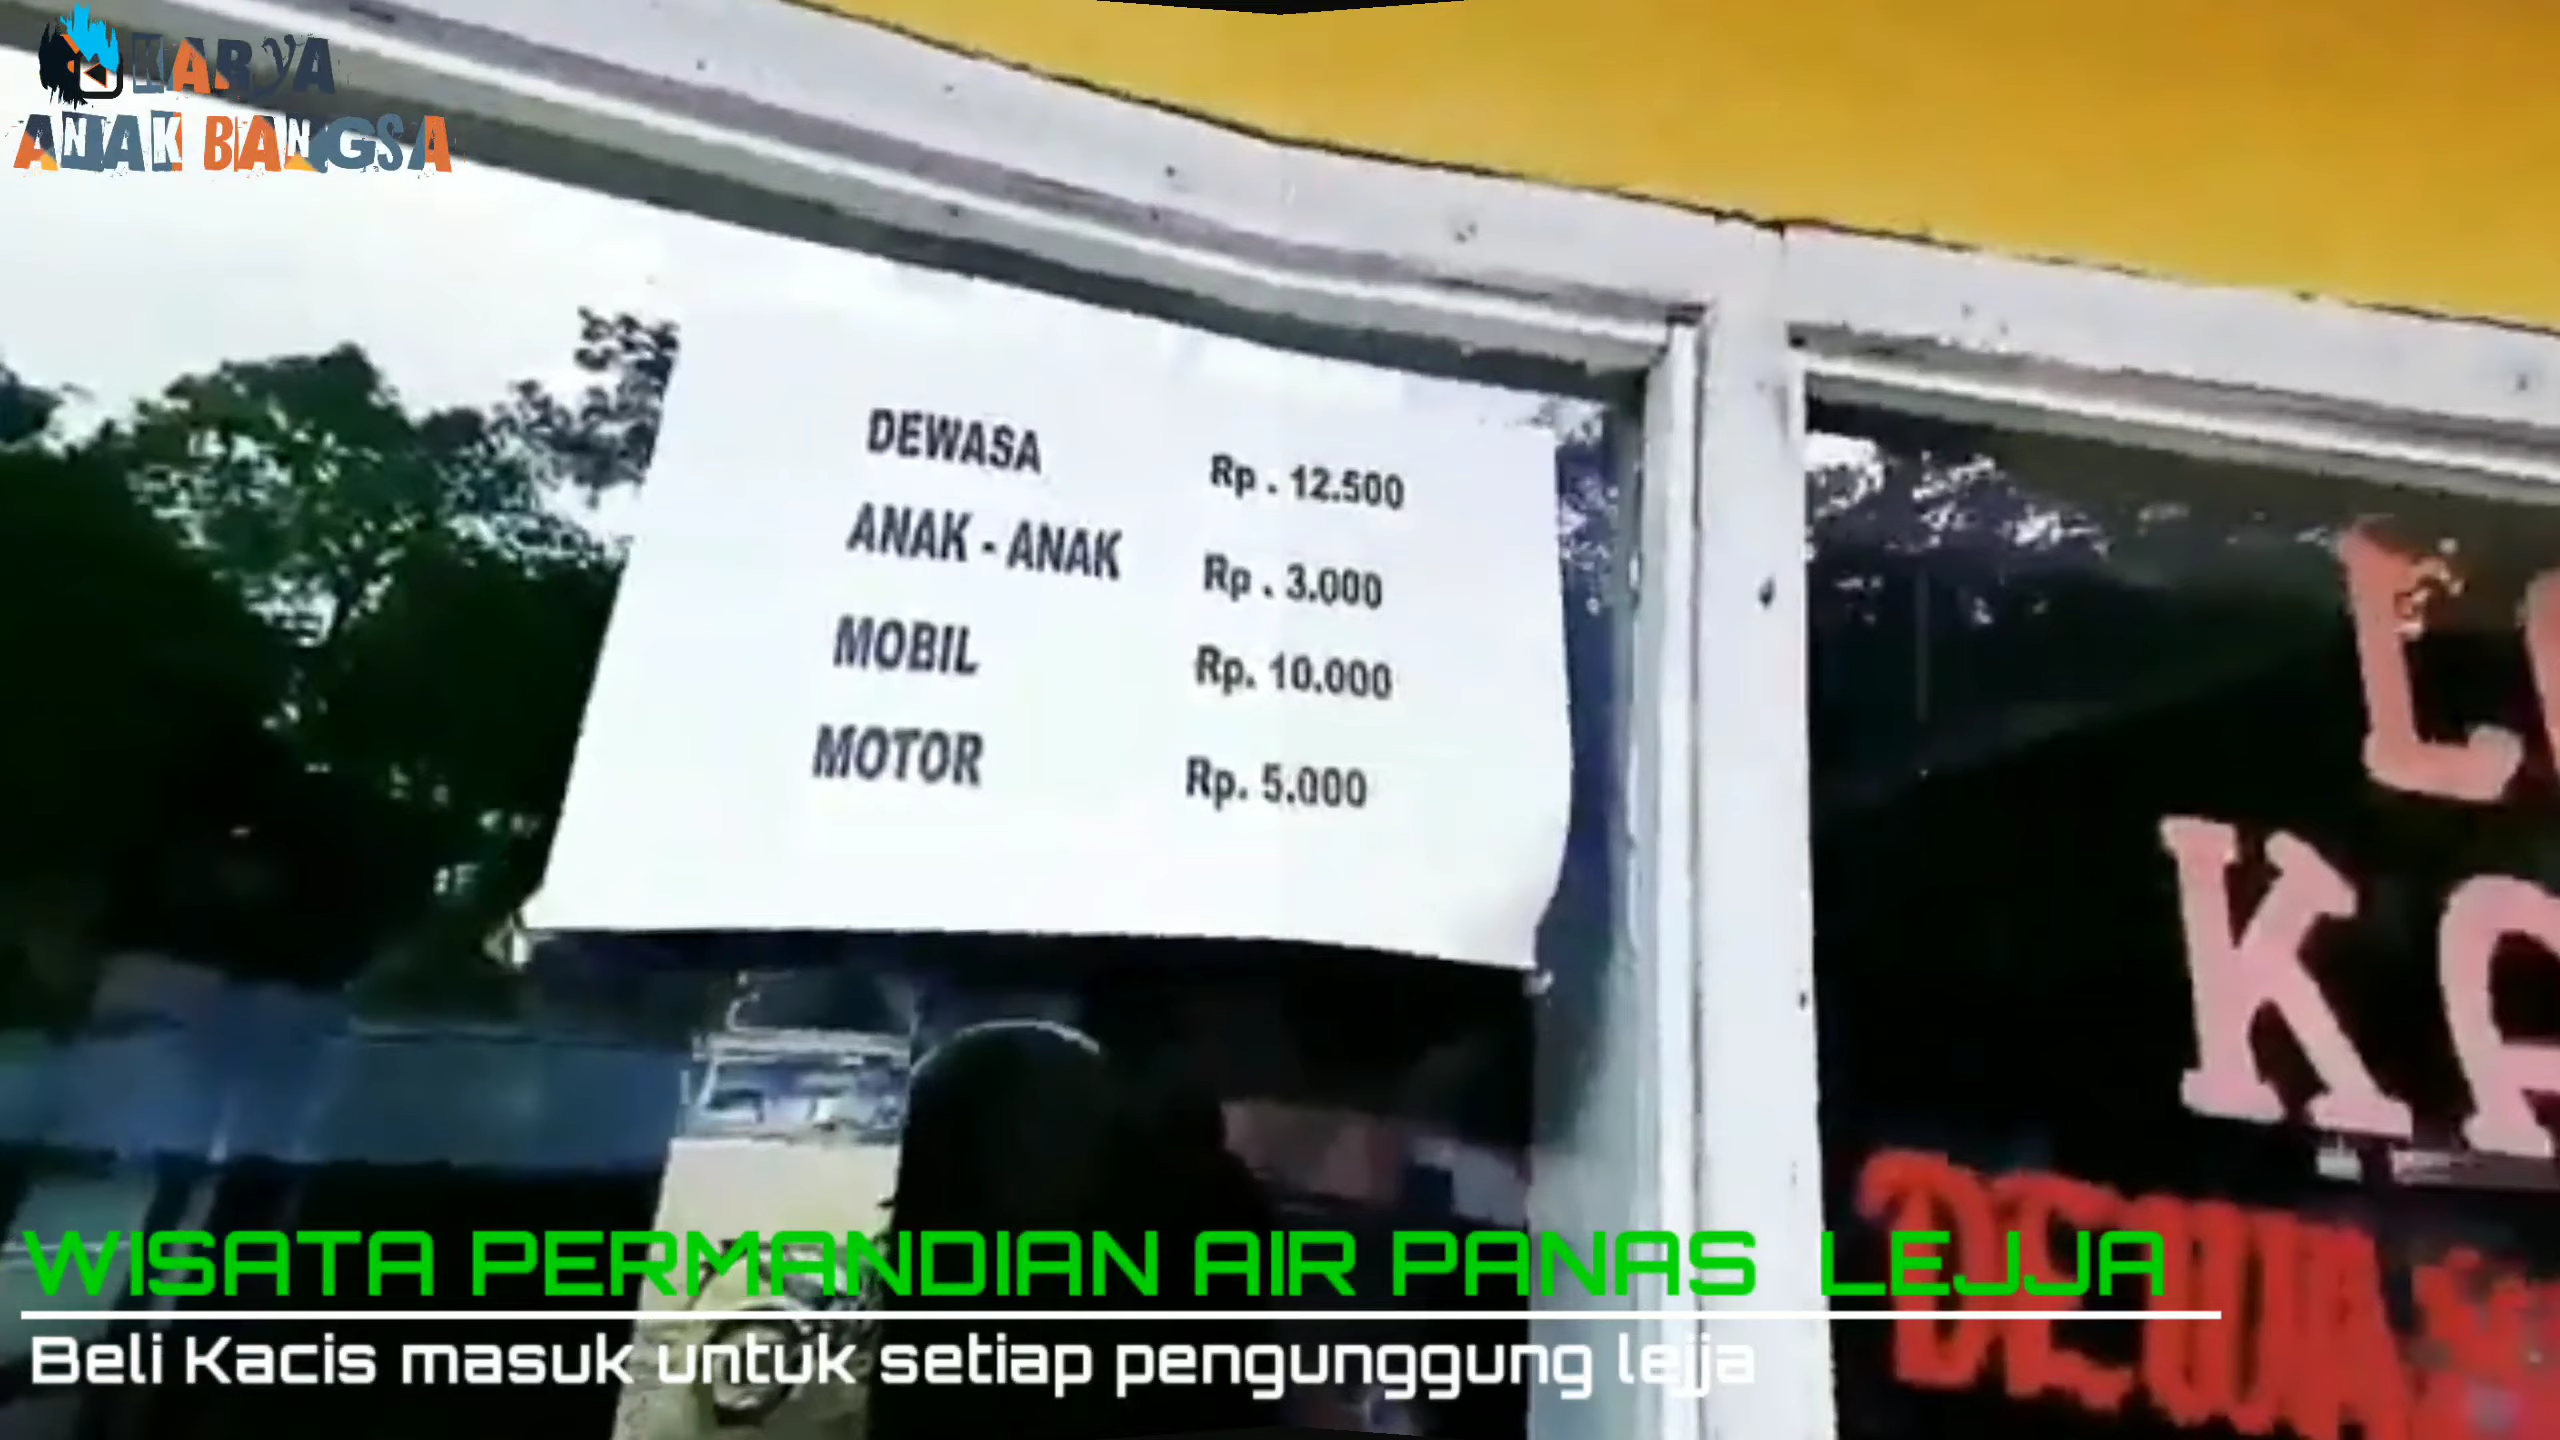 KARYA
ANAK BANGSA
DEWASA Rp . 12.500
ANAK - ANAK Rp . 3.000
MOBIL Rp. 10.000
MOTOR Rp. 5.000
DEWASA
WISATA PERMANDIAN AIR PANAS LEJJA
Beli Kacis masuk untuk setiap pengunggung lejja